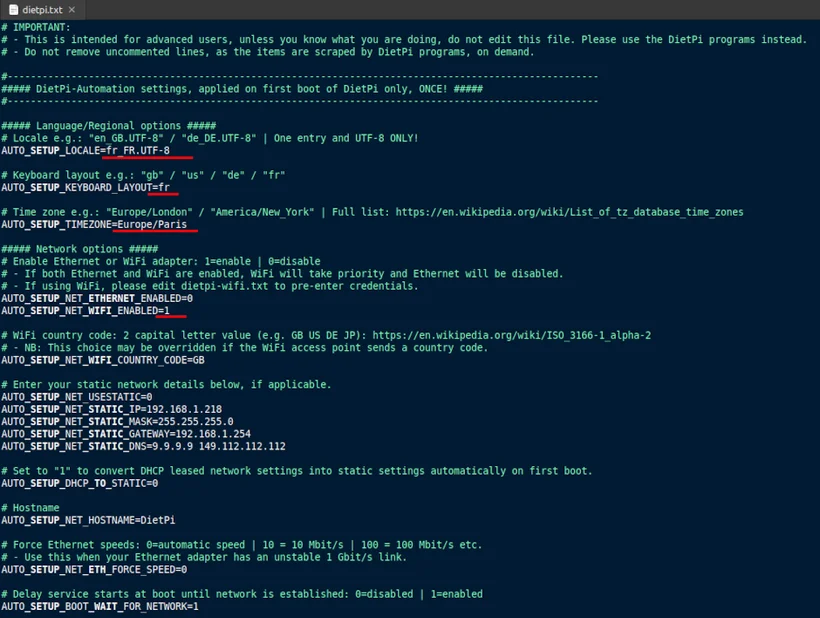 dietpi.txt ×
# IMPORTANT:
# - This is intended for advanced users, unless you know what you are doing, do not edit this file. Please use the DietPi programs instead.
# - Do not remove uncommented lines, as the items are scraped by DietPi programs, on demand.
#------------------------------------------------------------------------------------------------------
##### DietPi-Automation settings, applied on first boot of DietPi only, ONCE! #####
#------------------------------------------------------------------------------------------------------
##### Language/Regional options #####
# Locale e.g.: "en_GB.UTF-8" / "de_DE.UTF-8" | One entry and UTF-8 ONLY!
AUTO_SETUP_LOCALE=fr_FR.UTF-8
# Keyboard layout e.g.: "gb" / "us" / "de" / "fr"
AUTO_SETUP_KEYBOARD_LAYOUT=fr
# Time zone e.g.: "Europe/London" / "America/New_York" | Full list: https://en.wikipedia.org/wiki/List_of_tz_database_time_zones
AUTO_SETUP_TIMEZONE=Europe/Paris
##### Network options #####
# Enable Ethernet or WiFi adapter: 1=enable | 0=disable
# - If both Ethernet and WiFi are enabled, WiFi will take priority and Ethernet will be disabled.
# - If using WiFi, please edit dietpi-wifi.txt to pre-enter credentials.
AUTO_SETUP_NET_ETHERNET_ENABLED=0
AUTO_SETUP_NET_WIFI_ENABLED=1
# WiFi country code: 2 capital letter value (e.g. GB US DE JP): https://en.wikipedia.org/wiki/ISO_3166-1_alpha-2
# - NB: This choice may be overridden if the WiFi access point sends a country code.
AUTO_SETUP_NET_WIFI_COUNTRY_CODE=GB
# Enter your static network details below, if applicable.
AUTO_SETUP_NET_USESTATIC=0
AUTO_SETUP_NET_STATIC_IP=192.168.1.218
AUTO_SETUP_NET_STATIC_MASK=255.255.255.0
AUTO_SETUP_NET_STATIC_GATEWAY=192.168.1.254
AUTO_SETUP_NET_STATIC_DNS=9.9.9.9 149.112.112.112
# Set to "1" to convert DHCP leased network settings into static settings automatically on first boot.
AUTO_SETUP_DHCP_TO_STATIC=0
# Hostname
AUTO_SETUP_NET_HOSTNAME=DietPi
# Force Ethernet speeds: 0=automatic speed | 10 = 10 Mbit/s | 100 = 100 Mbit/s etc.
# - Use this when your Ethernet adapter has an unstable 1 Gbit/s link.
AUTO_SETUP_NET_ETH_FORCE_SPEED=0
# Delay service starts at boot until network is established: 0=disabled | 1=enabled
AUTO_SETUP_BOOT_WAIT_FOR_NETWORK=1